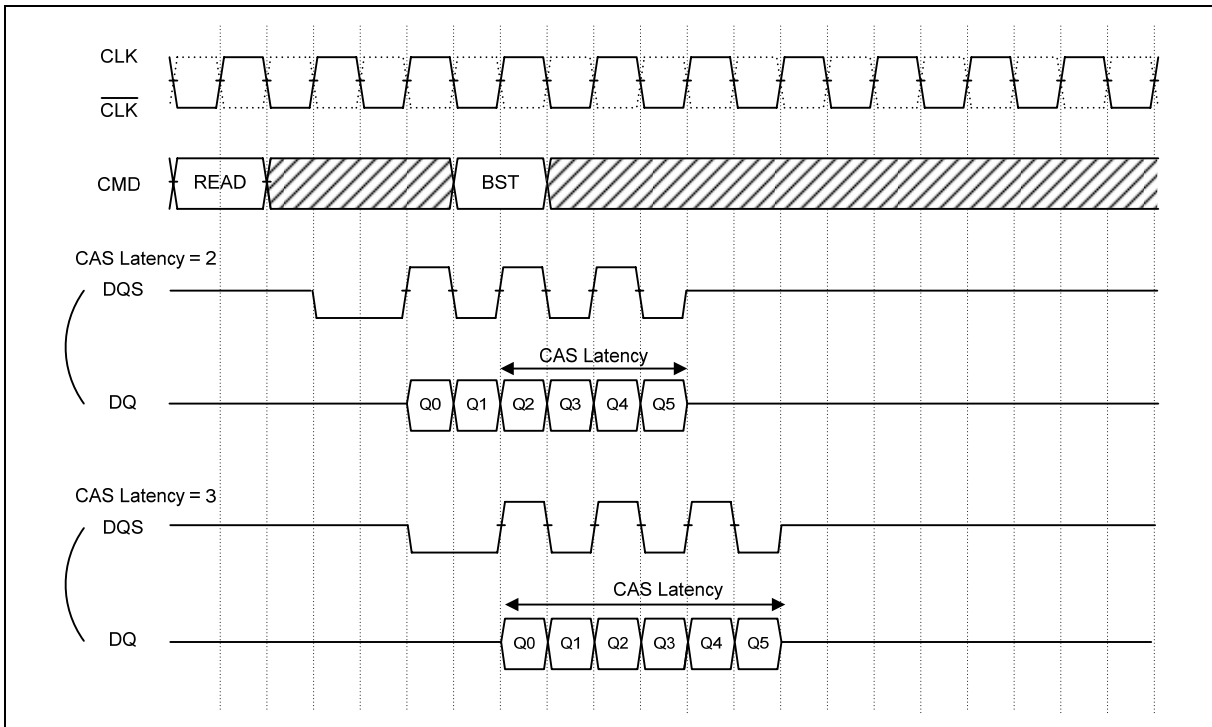 CLK
CLK
CMD READ BST
CAS Latency = 2
DQS
CAS Latency
DQ Q0 Q1 Q2 Q3 Q4 Q5
CAS Latency = 3
DQS
CAS Latency
DQ Q0 Q1 Q2 Q3 Q4 Q5